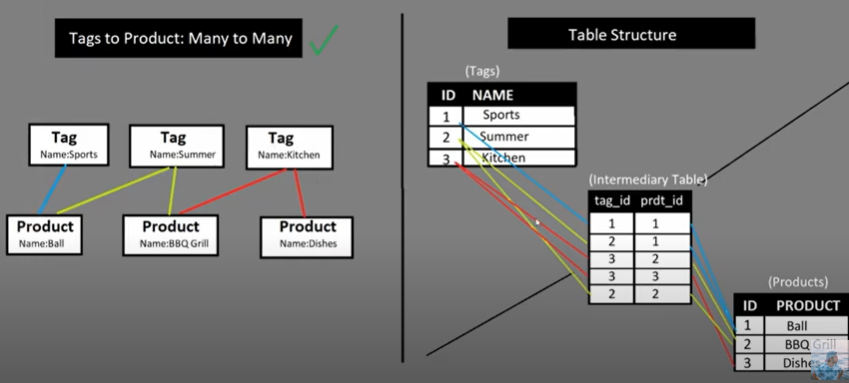 Tags to Product: Many to Many
Tag
Name:Sports
Tag
Name:Summer
Tag
Name:Kitchen
Product
Name:Ball
Product
Name:BBQ Grill
Product
Name:Dishes
Table Structure
(Tags)
ID NAME
1 Sports
2 Summer
3 Kitchen
(Intermediary Table)
tag_id prdt_id
1 1
2 1
3 2
3 3
2 2
(Products)
ID PRODUCT
1 Ball
2 BBQ Grill
3 Dishes